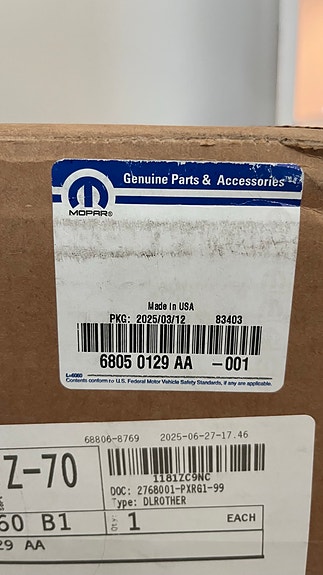 Genuine Parts & Accessories™
MOPAR®
Made in USA
PKG: 2025/03/12 83403
6805 0129 AA -001
L-6060
Contents conform to U.S. Federal Motor Vehicle Safety Standards, if any are applicable.
68806-8769 2025-06-27-17.46
Z-70
1181ZC9NC
DOC: 2768001-PXRG1-99
Type: DLROTHER
60 B1 Qty: 1 EACH
29 AA